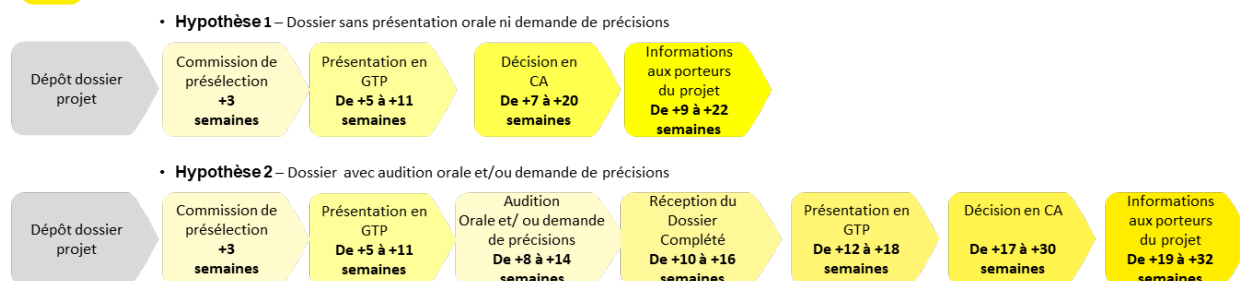 • Hypothèse 1 – Dossier sans présentation orale ni demande de précisions
Dépôt dossier
projet
Commission de
présélection
+3
semaines
Présentation en
GTP
De +5 à +11
semaines
Décision en
CA
De +7 à +20
semaines
Informations
aux porteurs
du projet
De +9 à +22
semaines
• Hypothèse 2 – Dossier avec audition orale et/ou demande de précisions
Dépôt dossier
projet
Commission de
présélection
+3
semaines
Présentation en
GTP
De +5 à +11
semaines
Audition
Orale et/ ou demande
de précisions
De +8 à +14
semaines
Réception du
Dossier
Complété
De +10 à +16
semaines
Présentation en
GTP
De +12 à +18
semaines
Décision en CA
De +17 à +30
semaines
Informations
aux porteurs
du projet
De +19 à +32
semaines